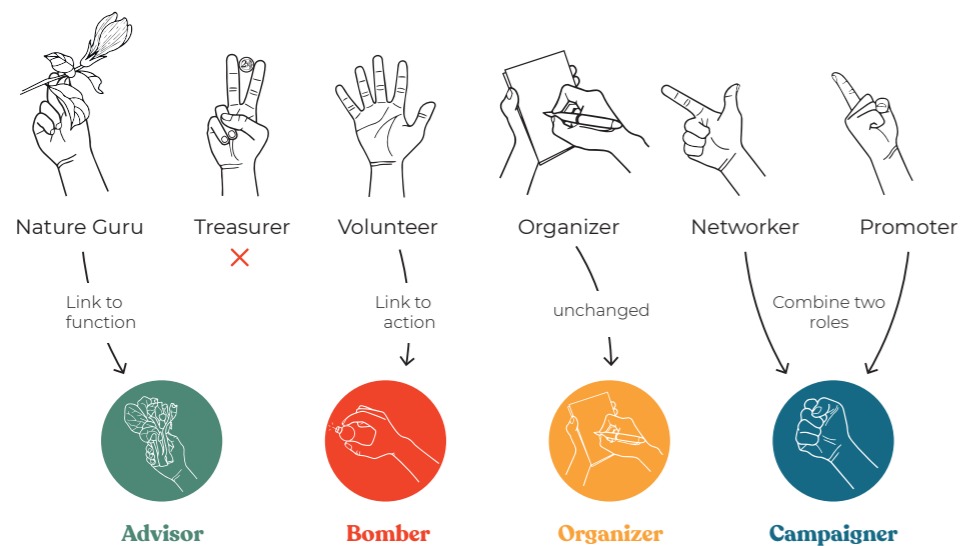 Nature Guru
Treasurer
Volunteer
Organizer
Networker
Promoter
Link to
function
Link to
action
unchanged
Combine two
roles
Advisor
Bomber
Organizer
Campaigner